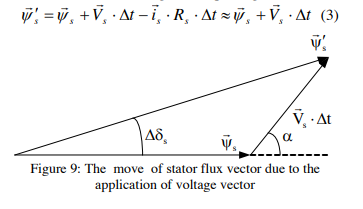 ψ⃗′ₛ = ψ⃗ₛ + V⃗ₛ · Δt − i⃗ₛ · Rₛ · Δt ≈ ψ⃗ₛ + V⃗ₛ · Δt (3)
ψ⃗′ₛ
V⃗ₛ · Δt
Δδₛ
ψ⃗ₛ
α
Figure 9: The move of stator flux vector due to the
application of voltage vector